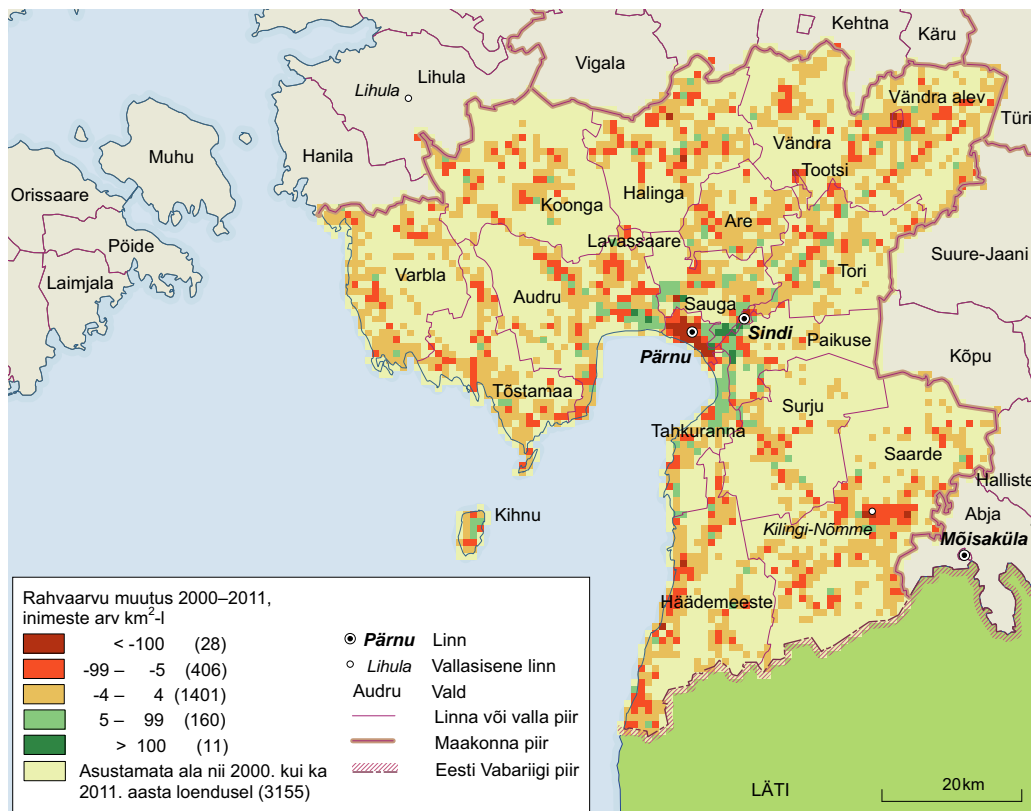 Kehtna
Käru
Vigala
Lihula
Lihula
Vändra alev
Türi
Muhu
Hanila
Vändra
Orissaare
Tootsi
Halinga
Koonga
Are
Pöide
Lavassaare
Suure-Jaani
Laimjala
Varbla
Tori
Audru
Sauga
Sindi
Pärnu
Paikuse
Kõpu
Tõstamaa
Surju
Tahkuranna
Saarde
Halliste
Kihnu
Abja
Kilingi-Nõmme
Mõisaküla
Häädemeeste
Rahvaarvu muutus 2000–2011,
inimeste arv km²-l
< -100 (28)
-99 – -5 (406)
-4 – 4 (1401)
5 – 99 (160)
> 100 (11)
Asustamata ala nii 2000. kui ka
2011. aasta loendusel (3155)
Pärnu Linn
Lihula Vallasisene linn
Audru Vald
Linna või valla piir
Maakonna piir
Eesti Vabariigi piir
LÄTI
20 km